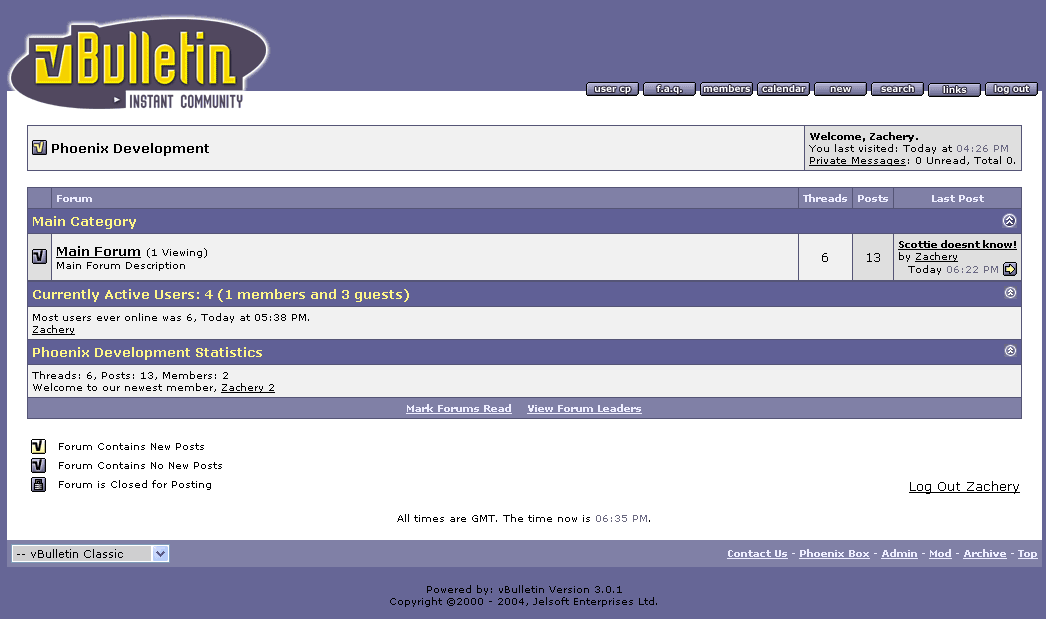 vBulletin
INSTANT COMMUNITY
user cp f.a.q. members calendar new search links log out
Phoenix Development
Welcome, Zachery.
You last visited: Today at 04:26 PM
Private Messages: 0 Unread, Total 0.
Forum Threads Posts Last Post
Main Category
Main Forum (1 Viewing)
Main Forum Description
6 13
Scottie doesnt know!
by Zachery
Today 06:22 PM
Currently Active Users: 4 (1 members and 3 guests)
Most users ever online was 6, Today at 05:38 PM.
Zachery
Phoenix Development Statistics
Threads: 6, Posts: 13, Members: 2
Welcome to our newest member, Zachery 2
Mark Forums Read View Forum Leaders
Forum Contains New Posts
Forum Contains No New Posts
Forum is Closed for Posting
Log Out Zachery
All times are GMT. The time now is 06:35 PM.
-- vBulletin Classic
Contact Us - Phoenix Box - Admin - Mod - Archive - Top
Powered by: vBulletin Version 3.0.1
Copyright ©2000 - 2004, Jelsoft Enterprises Ltd.